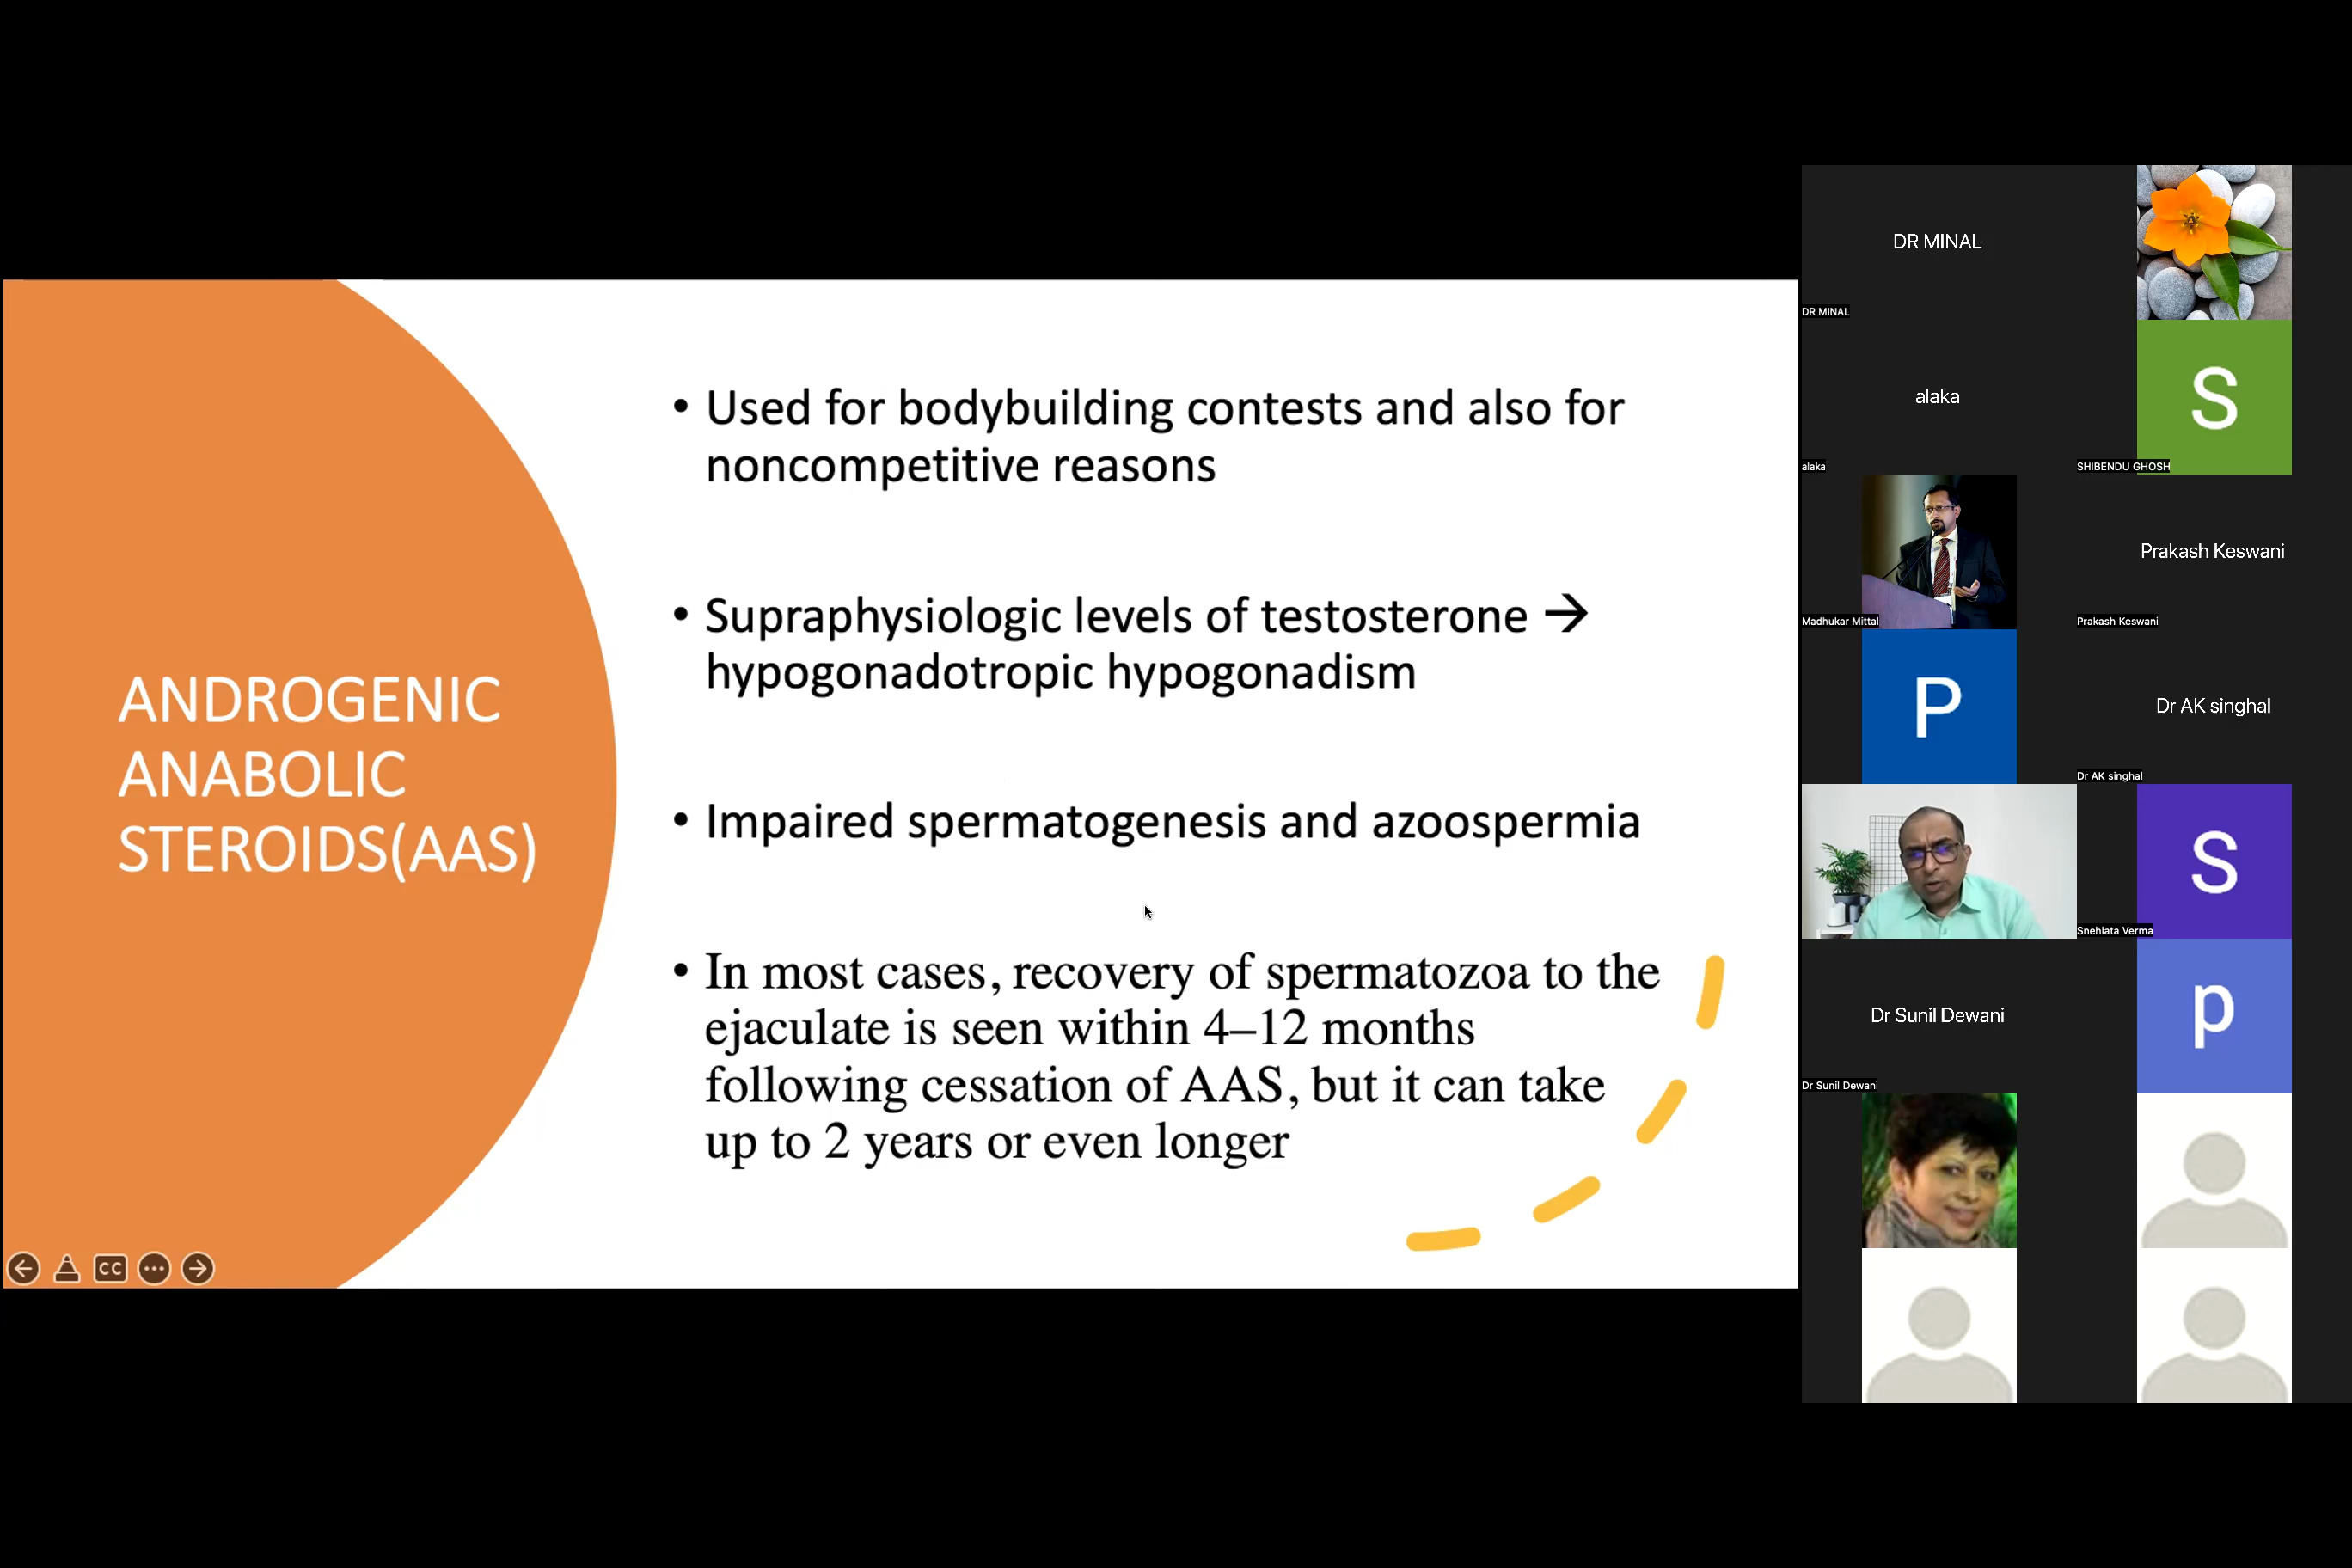 ANDROGENIC
ANABOLIC
STEROIDS(AAS)
• Used for bodybuilding contests and also for
noncompetitive reasons
• Supraphysiologic levels of testosterone →
hypogonadotropic hypogonadism
• Impaired spermatogenesis and azoospermia
• In most cases, recovery of spermatozoa to the
ejaculate is seen within 4–12 months
following cessation of AAS, but it can take
up to 2 years or even longer
CC
DR MINAL
DR MINAL
alaka
alaka
S
SHIBENDU GHOSH
Madhukar Mittal
Prakash Keswani
Prakash Keswani
P
Dr AK singhal
Dr AK singhal
S
Snehlata Verma
Dr Sunil Dewani
Dr Sunil Dewani
p